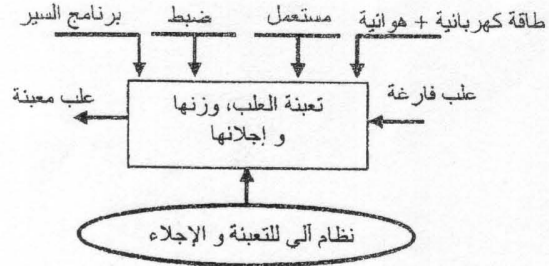 طاقة كهربائية + هوائية
مستعمل
ضبط
برنامج السير
علب فارغة
تعبئة العلب، وزنها
و إجلائها
علب معبئة
نظام آلي للتعبئة و الإجلاء